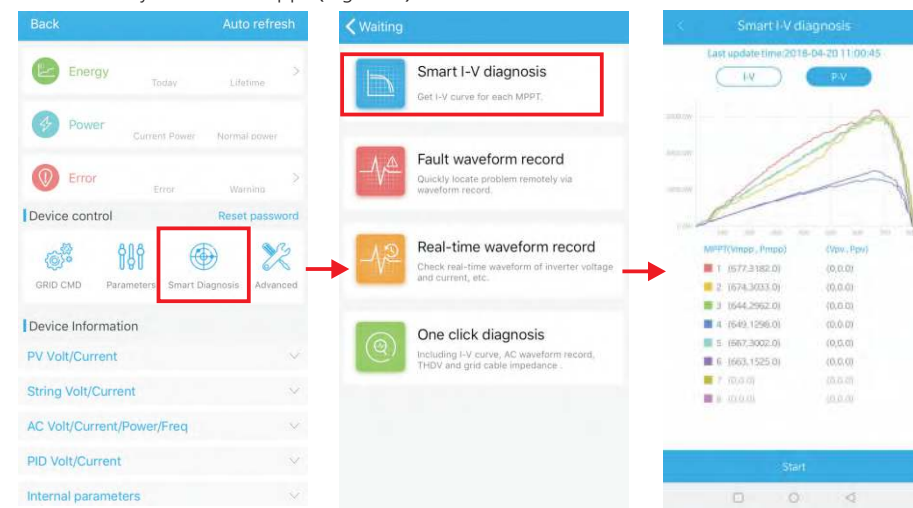 Back
Auto refresh
Energy
Today
Lifetime
Power
Current Power
Normal power
Error
Error
Warning
Device control
Reset password
GRID CMD
Parameters
Smart Diagnosis
Advanced
Device Information
PV Volt/Current
String Volt/Current
AC Volt/Current/Power/Freq
PID Volt/Current
Internal parameters
Waiting
Smart I-V diagnosis
Get I-V curve for each MPPT.
Fault waveform record
Quickly locate problem remotely via
waveform record.
Real-time waveform record
Check real-time waveform of inverter voltage
and current, etc.
One click diagnosis
Including I-V curve, AC waveform record,
THDV and grid cable impedance .
Smart I-V diagnosis
Last update time:2018-04-20 11:00:45
I-V
P-V
MPPT(Vmpp , Pmpp)
(Vpv , Ppv)
1 (677,3182.0)
(0,0.0)
2 (674,3033.0)
(0,0.0)
3 (644,2962.0)
(0,0.0)
4 (649,1298.0)
(0,0.0)
5 (667,3002.0)
(0,0.0)
6 (663,1525.0)
(0,0.0)
7 (0,0.0)
(0,0.0)
8 (0,0.0)
(0,0.0)
Start